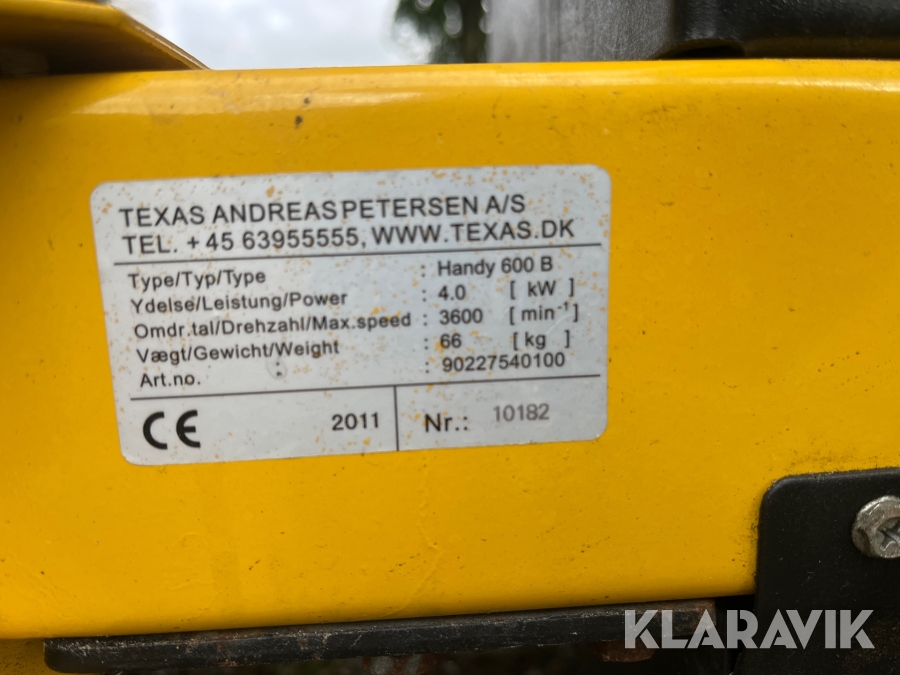 TEXAS ANDREAS PETERSEN A/S
TEL. +45 63955555, WWW.TEXAS.DK
Type/Typ/Type : Handy 600 B
Ydelse/Leistung/Power : 4.0 [ kW ]
Omdr.tal/Drehzahl/Max.speed : 3600 [ min⁻¹]
Vægt/Gewicht/Weight : 66 [ kg ]
Art.no. : : 90227540100
CE 2011 Nr.: 10182
KLARAVIK